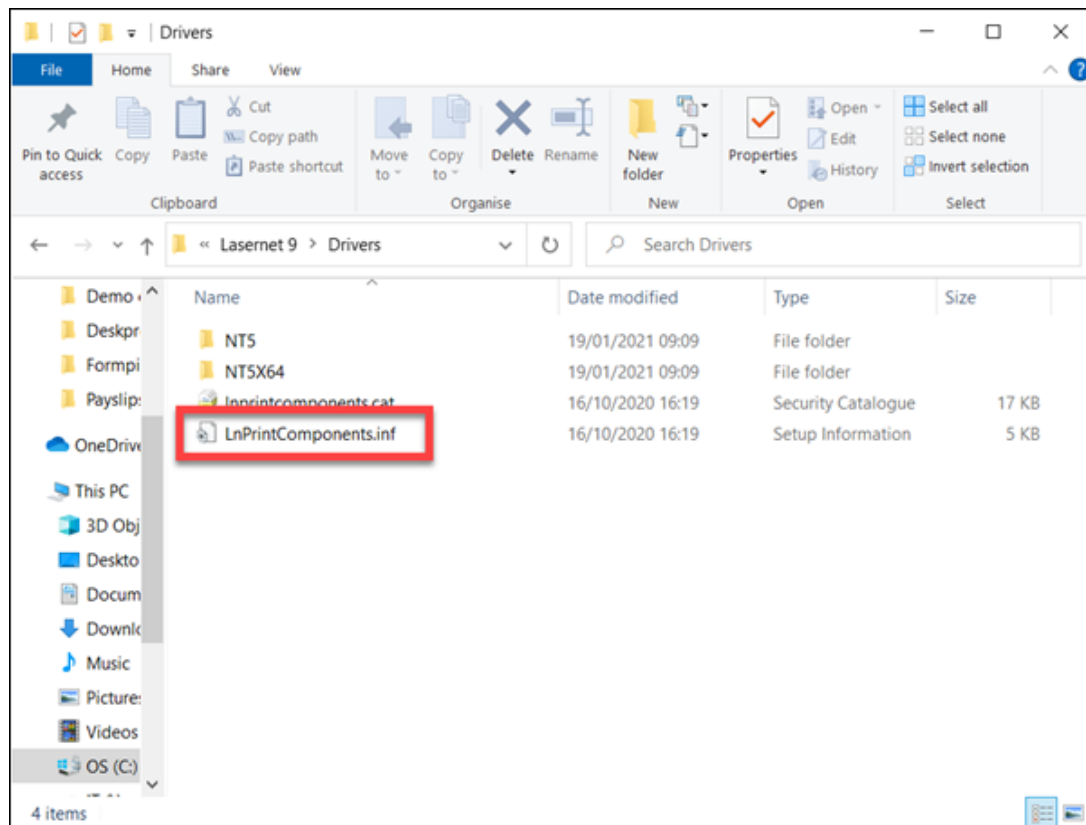 Drivers
File Home Share View
Cut
Copy path
Paste shortcut
Pin to Quick access
Copy
Paste
Move to
Copy to
Delete
Rename
New folder
Properties
Open
Edit
History
Select all
Select none
Invert selection
Clipboard Organise New Open Select
« Lasernet 9 > Drivers
Search Drivers
Name Date modified Type Size
NT5 19/01/2021 09:09 File folder
NT5X64 19/01/2021 09:09 File folder
lnprintcomponents.cat 16/10/2020 16:19 Security Catalogue 17 KB
LnPrintComponents.inf 16/10/2020 16:19 Setup Information 5 KB
Demo
Deskpr
Formpi
Payslip
OneDrive
This PC
3D Obj
Deskto
Docum
Downlo
Music
Pictures
Videos
OS (C:)
4 items